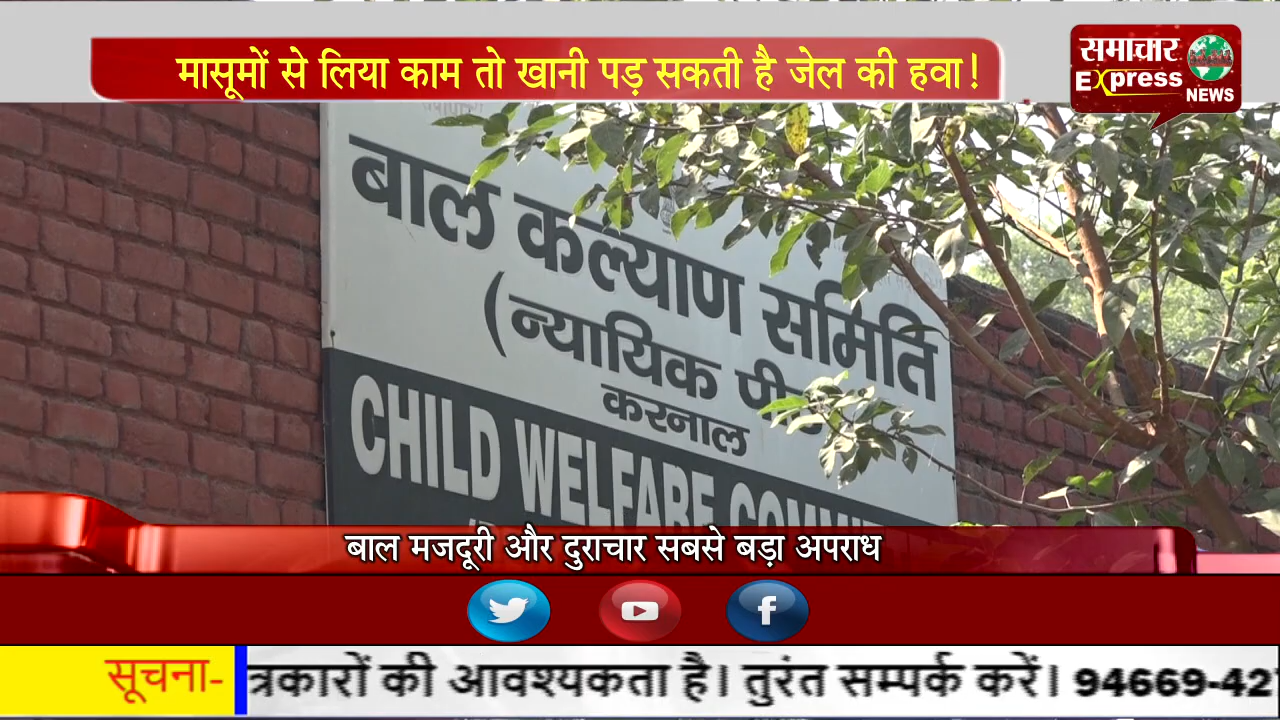 मासूमों से लिया काम तो खानी पड़ सकती है जेल की हवा!
समाचार
Express
NEWS
बाल कल्याण समिति
(न्यायिक पीठ
करनाल
CHILD WELFARE
बाल मजदूरी और दुराचार सबसे बड़ा अपराध
सूचना- त्रकारों की आवश्यकता है। तुरंत सम्पर्क करें। 94669-42